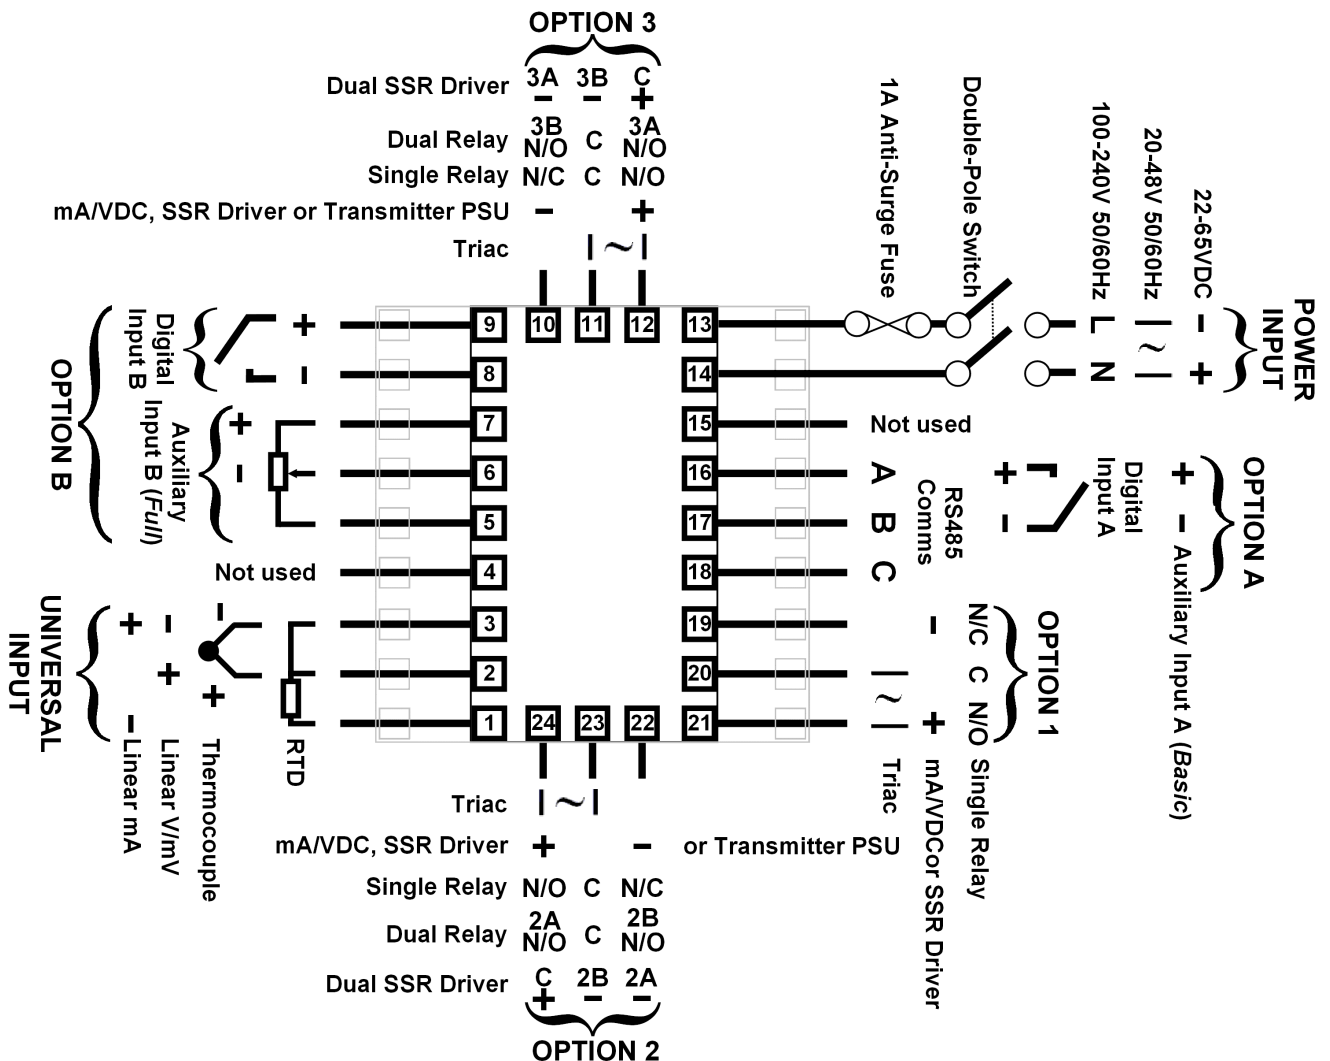 OPTION 3
3A 3B C
Dual SSR Driver − − +
3B 3A
Dual Relay N/O C N/O
Single Relay N/C C N/O
mA/VDC, SSR Driver or Transmitter PSU − +
Triac | ~ |
1A Anti-Surge Fuse
Double-Pole Switch
100-240V 50/60Hz L N
20-48V 50/60Hz | ~ |
22-65VDC − +
POWER
INPUT
9 10 11 12 13
8 14
7 15 Not used
6 16 A
5 17 B
Not used 4 18 C
3 19
2 20
1 24 23 22 21
OPTION B
Digital
Input B
+ −
Auxiliary
Input B (Full)
+ −
UNIVERSAL
INPUT
+ − Linear mA
− + Linear V/mV
− + Thermocouple
RTD
RS485
Comms
+ −
Digital
Input A
+ − Auxiliary Input A (Basic)
OPTION A
OPTION 1
N/C C N/O Single Relay
− + mA/VDCor SSR Driver
| ~ | Triac
Triac | ~ |
mA/VDC, SSR Driver + − or Transmitter PSU
Single Relay N/O C N/C
2A 2B
Dual Relay N/O C N/O
Dual SSR Driver C 2B 2A
+ − −
OPTION 2